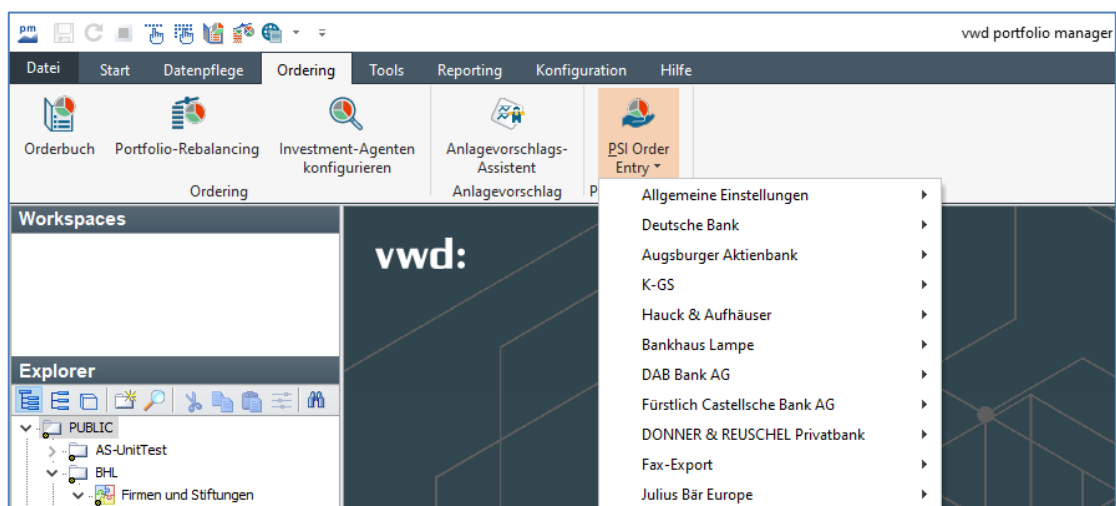 pm
vwd portfolio manager
Datei Start Datenpflege Ordering Tools Reporting Konfiguration Hilfe
Orderbuch Portfolio-Rebalancing Investment-Agenten konfigurieren Anlagevorschlags-Assistent PSI Order Entry
Ordering Anlagevorschlag P
Workspaces
vwd:
Allgemeine Einstellungen
Deutsche Bank
Augsburger Aktienbank
K-GS
Hauck & Aufhäuser
Bankhaus Lampe
DAB Bank AG
Fürstlich Castellsche Bank AG
DONNER & REUSCHEL Privatbank
Fax-Export
Julius Bär Europe
Explorer
PUBLIC
AS-UnitTest
BHL
Firmen und Stiftungen